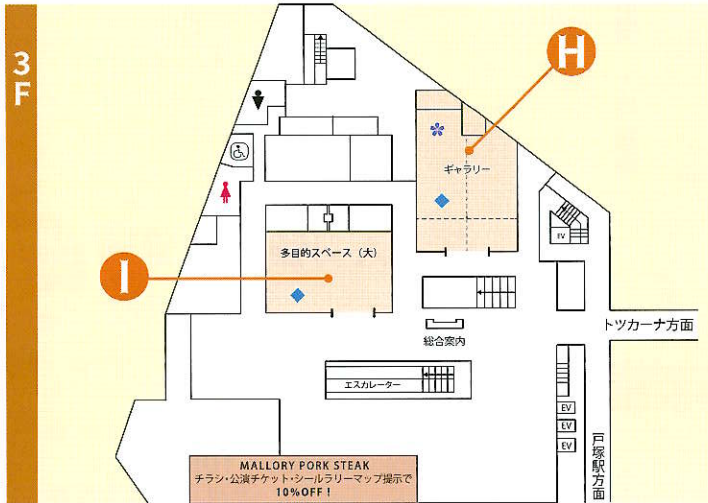 3F
H
ギャラリー
EV
I
多目的スペース（大）
トツカーナ方面
総合案内
エスカレーター
EV
EV
EV
戸塚駅方面
MALLORY PORK STEAK
チラシ・公演チケット・シールラリーマップ提示で
10%OFF！